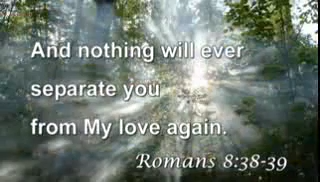 And nothing will ever
separate you
from My love again.
Romans 8:38-39